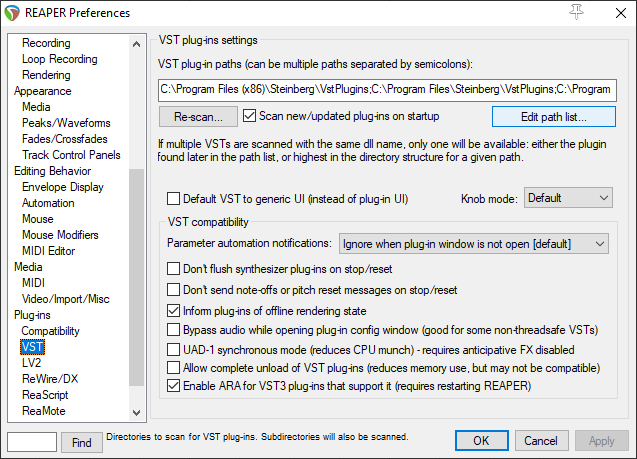 REAPER Preferences
Recording
Loop Recording
Rendering
Appearance
Media
Peaks/Waveforms
Fades/Crossfades
Track Control Panels
Editing Behavior
Envelope Display
Automation
Mouse
Mouse Modifiers
MIDI Editor
Media
MIDI
Video/Import/Misc
Plug-ins
Compatibility
VST
LV2
ReWire/DX
ReaScript
ReaMote
VST plug-ins settings
VST plug-in paths (can be multiple paths separated by semicolons):
C:\Program Files (x86)\Steinberg\VstPlugins;C:\Program Files\Steinberg\VstPlugins;C:\Program
Re-scan...
Scan new/updated plug-ins on startup
Edit path list...
If multiple VSTs are scanned with the same dll name, only one will be available: either the plugin
found later in the path list, or highest in the directory structure for a given path.
Default VST to generic UI (instead of plug-in UI)
Knob mode:
Default
VST compatibility
Parameter automation notifications:
Ignore when plug-in window is not open [default]
Don't flush synthesizer plug-ins on stop/reset
Don't send note-offs or pitch reset messages on stop/reset
Inform plug-ins of offline rendering state
Bypass audio while opening plug-in config window (good for some non-threadsafe VSTs)
UAD-1 synchronous mode (reduces CPU munch) - requires anticipative FX disabled
Allow complete unload of VST plug-ins (reduces memory use, but may not be compatible)
Enable ARA for VST3 plug-ins that support it (requires restarting REAPER)
Find
Directories to scan for VST plug-ins. Subdirectories will also be scanned.
OK
Cancel
Apply